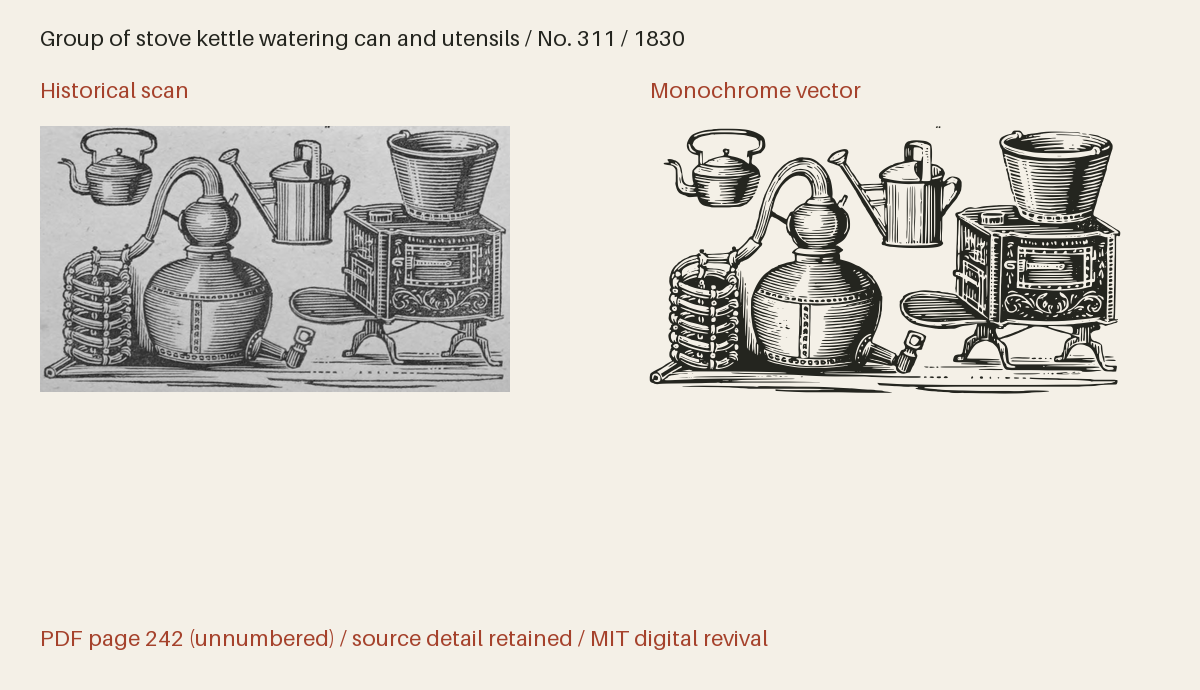 Group of stove kettle watering can and utensils / No. 311 / 1830
Historical scan
Monochrome vector
PDF page 242 (unnumbered) / source detail retained / MIT digital revival